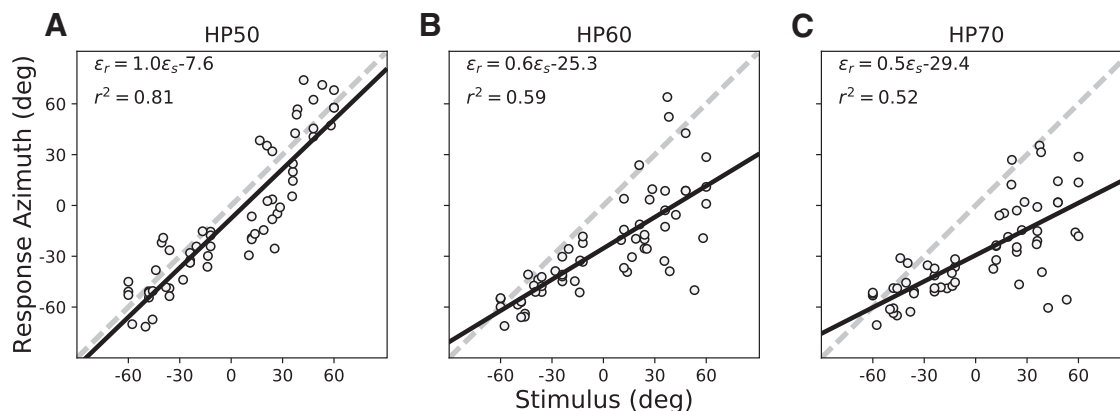 A
B
C
HP50
HP60
HP70
εr = 1.0εs-7.6
r² = 0.81
εr = 0.6εs-25.3
r² = 0.59
εr = 0.5εs-29.4
r² = 0.52
Response Azimuth (deg)
60
30
0
-30
-60
-60 -30 0 30 60
-60 -30 0 30 60
-60 -30 0 30 60
Stimulus (deg)